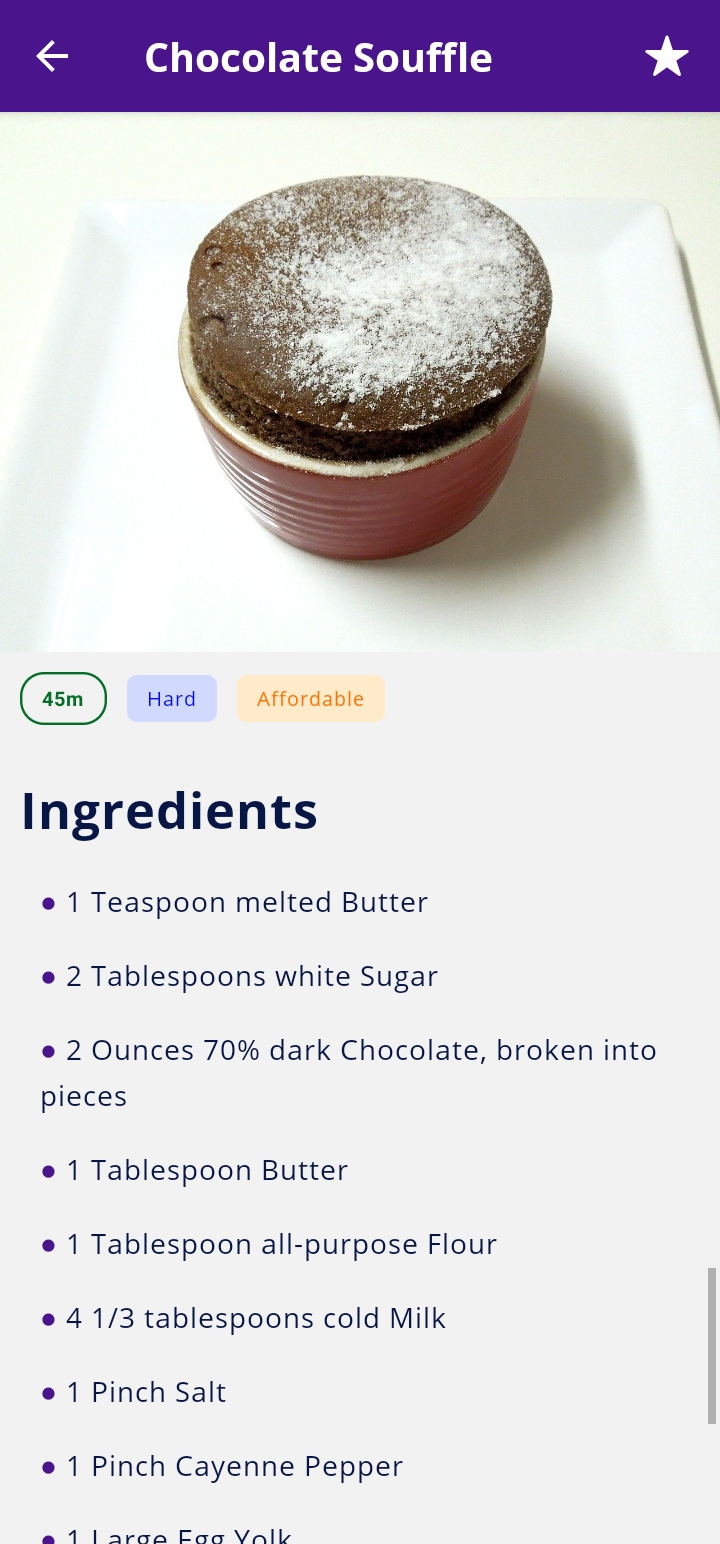 Chocolate Souffle
45m
Hard
Affordable
Ingredients
● 1 Teaspoon melted Butter
● 2 Tablespoons white Sugar
● 2 Ounces 70% dark Chocolate, broken into
pieces
● 1 Tablespoon Butter
● 1 Tablespoon all-purpose Flour
● 4 1/3 tablespoons cold Milk
● 1 Pinch Salt
● 1 Pinch Cayenne Pepper
● 1 Large Egg Yolk